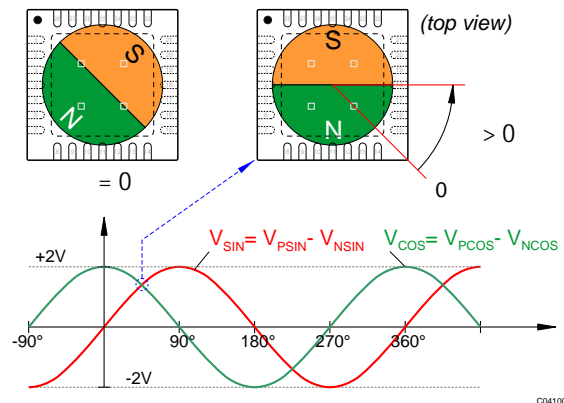 S
N
S
N
(top view)
> 0
0
= 0
V_SIN = V_PSIN - V_NSIN
V_COS = V_PCOS - V_NCOS
+2V
-90° 90° 180° 270° 360°
-2V